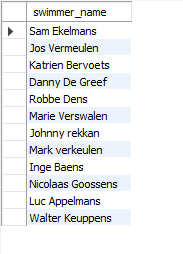 swimmer_name
Sam Ekelmans
Jos Vermeulen
Katrien Bervoets
Danny De Greef
Robbe Dens
Marie Verswalen
Johnny rekkan
Mark verkeulen
Inge Baens
Nicolaas Goossens
Luc Appelmans
Walter Keuppens